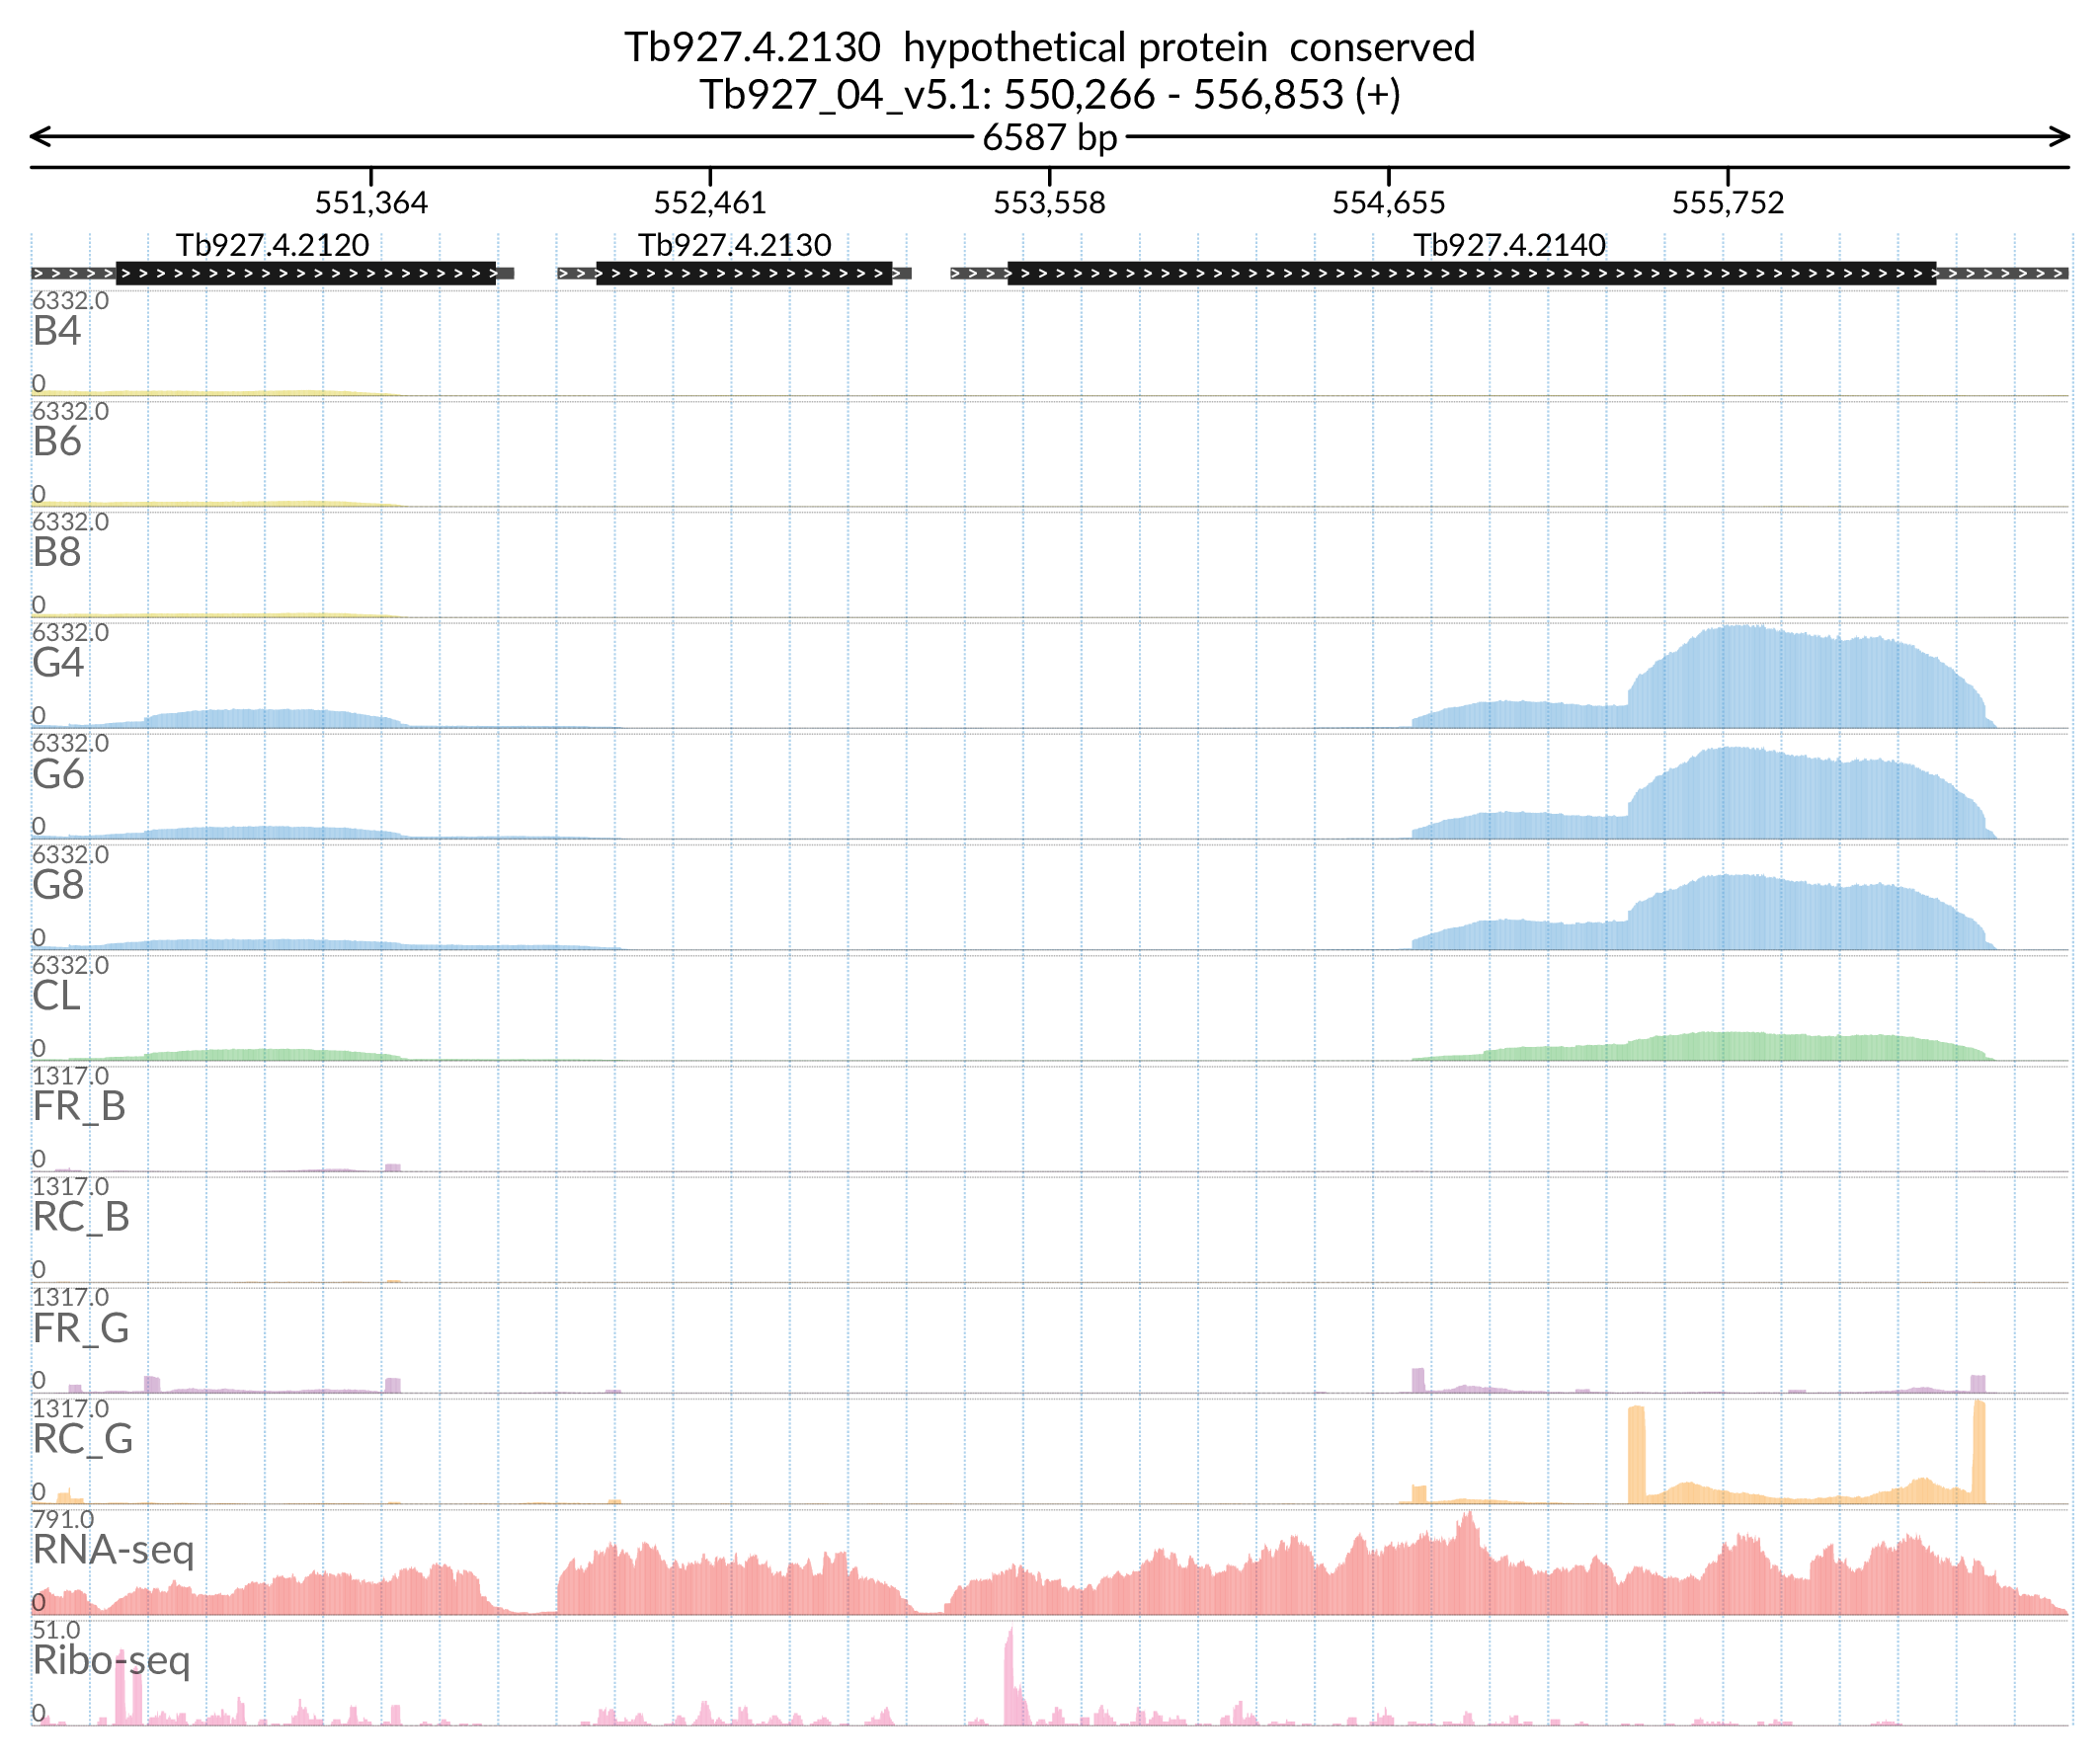 Tb927.4.2130  hypothetical protein  conserved
Tb927_04_v5.1: 550,266 - 556,853 (+)
6587 bp
551,364 552,461 553,558 554,655 555,752
Tb927.4.2120 Tb927.4.2130 Tb927.4.2140
6332.0
B4
0
6332.0
B6
0
6332.0
B8
0
6332.0
G4
0
6332.0
G6
0
6332.0
G8
0
6332.0
CL
0
1317.0
FR_B
0
1317.0
RC_B
0
1317.0
FR_G
0
1317.0
RC_G
0
791.0
RNA-seq
0
51.0
Ribo-seq
0